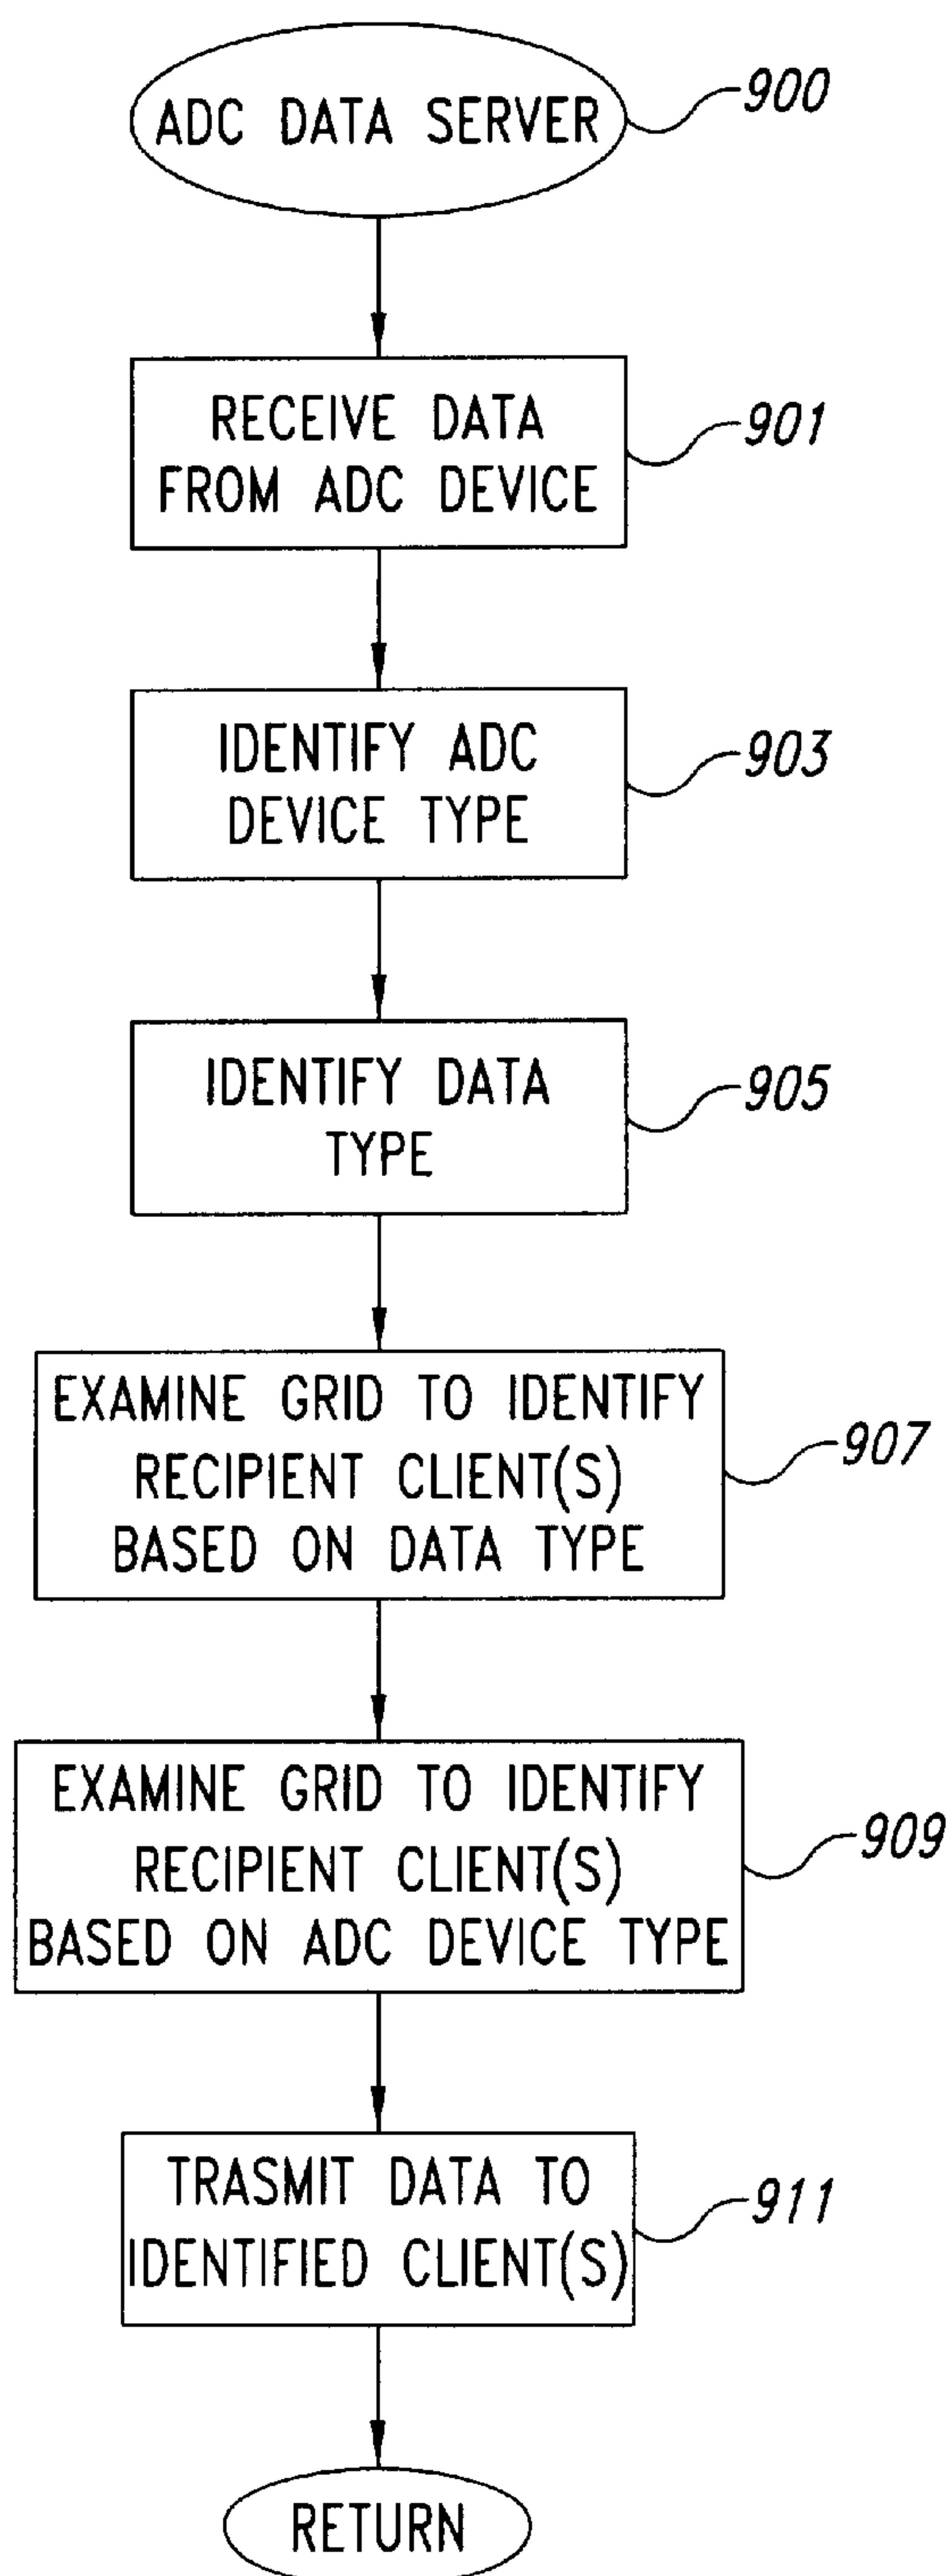 ADC DATA SERVER
900
RECEIVE DATA
FROM ADC DEVICE
901
IDENTIFY ADC
DEVICE TYPE
903
IDENTIFY DATA
TYPE
905
EXAMINE GRID TO IDENTIFY
RECIPIENT CLIENT(S)
BASED ON DATA TYPE
907
EXAMINE GRID TO IDENTIFY
RECIPIENT CLIENT(S)
BASED ON ADC DEVICE TYPE
909
TRASMIT DATA TO
IDENTIFIED CLIENT(S)
911
RETURN